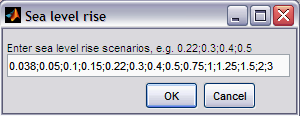 Sea level rise
Enter sea level rise scenarios, e.g. 0.22;0.3;0.4;0.5
0.038;0.05;0.1;0.15;0.22;0.3;0.4;0.5;0.75;1;1.25;1.5;2;3
OK Cancel